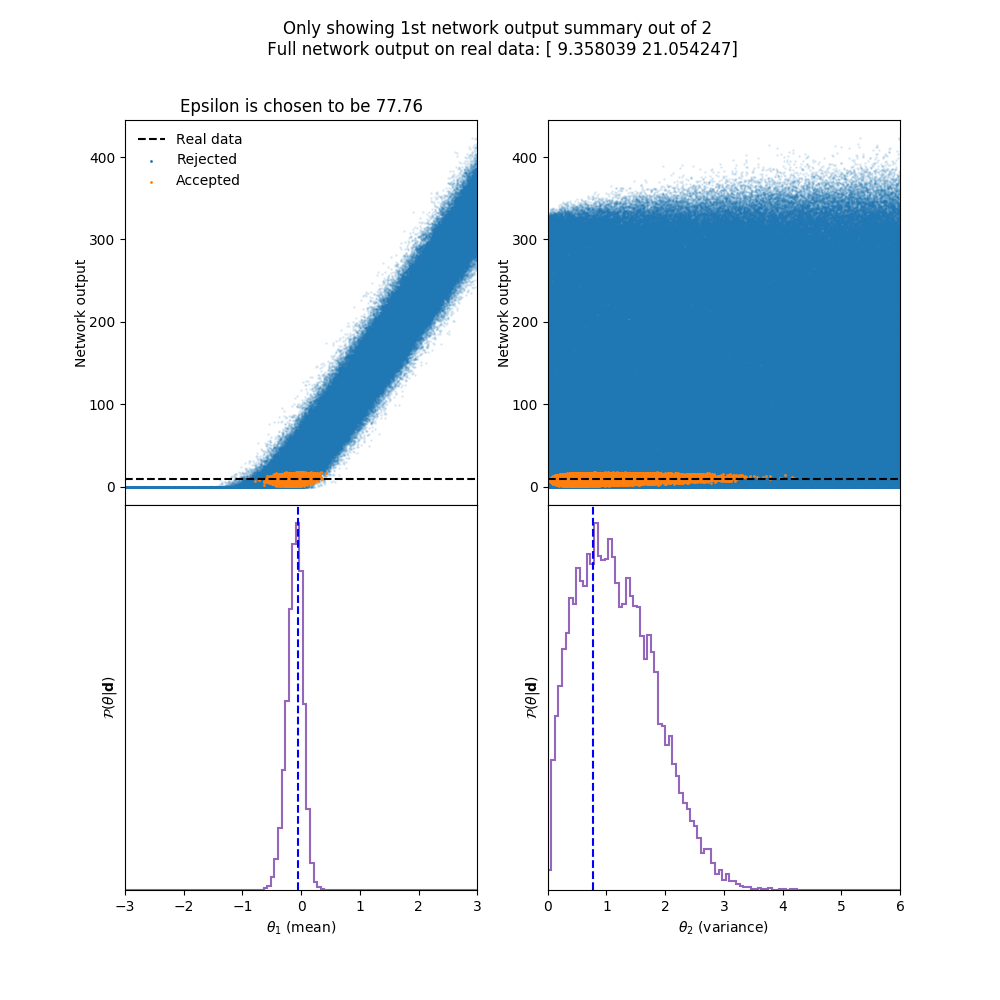 Only showing 1st network output summary out of 2
Full network output on real data: [ 9.358039 21.054247]
Epsilon is chosen to be 77.76
Real data
Rejected
Accepted
Network output
400
300
200
100
0
Network output
400
300
200
100
0
𝒫(θ|𝐝)
−3 −2 −1 0 1 2 3
θ₁ (mean)
𝒫(θ|𝐝)
0 1 2 3 4 5 6
θ₂ (variance)